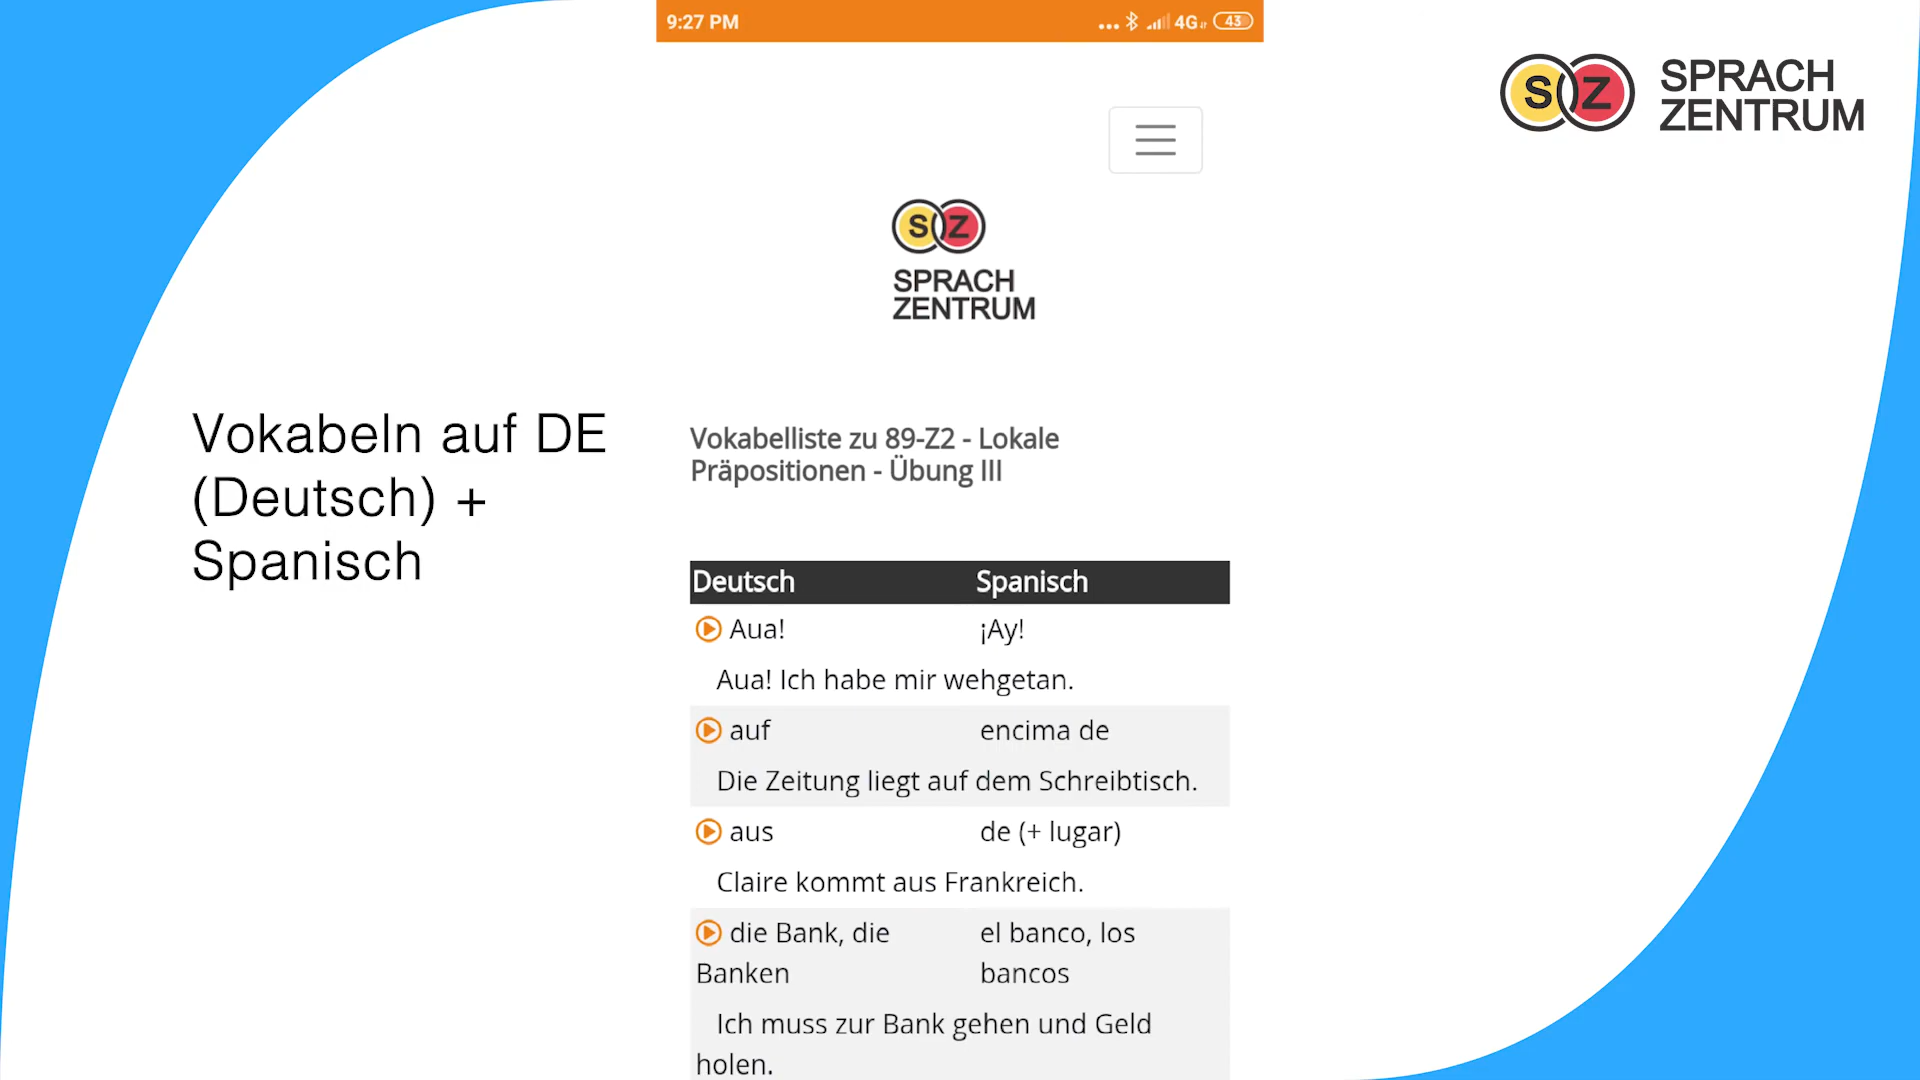 9:27 PM
4G
43
SZ
SPRACH
ZENTRUM
SZ
SPRACH
ZENTRUM
Vokabeln auf DE
(Deutsch) +
Spanisch
Vokabelliste zu 89-Z2 - Lokale
Präpositionen - Übung III
Deutsch Spanisch
Aua! ¡Ay!
Aua! Ich habe mir wehgetan.
auf encima de
Die Zeitung liegt auf dem Schreibtisch.
aus de (+ lugar)
Claire kommt aus Frankreich.
die Bank, die el banco, los
Banken bancos
Ich muss zur Bank gehen und Geld
holen.